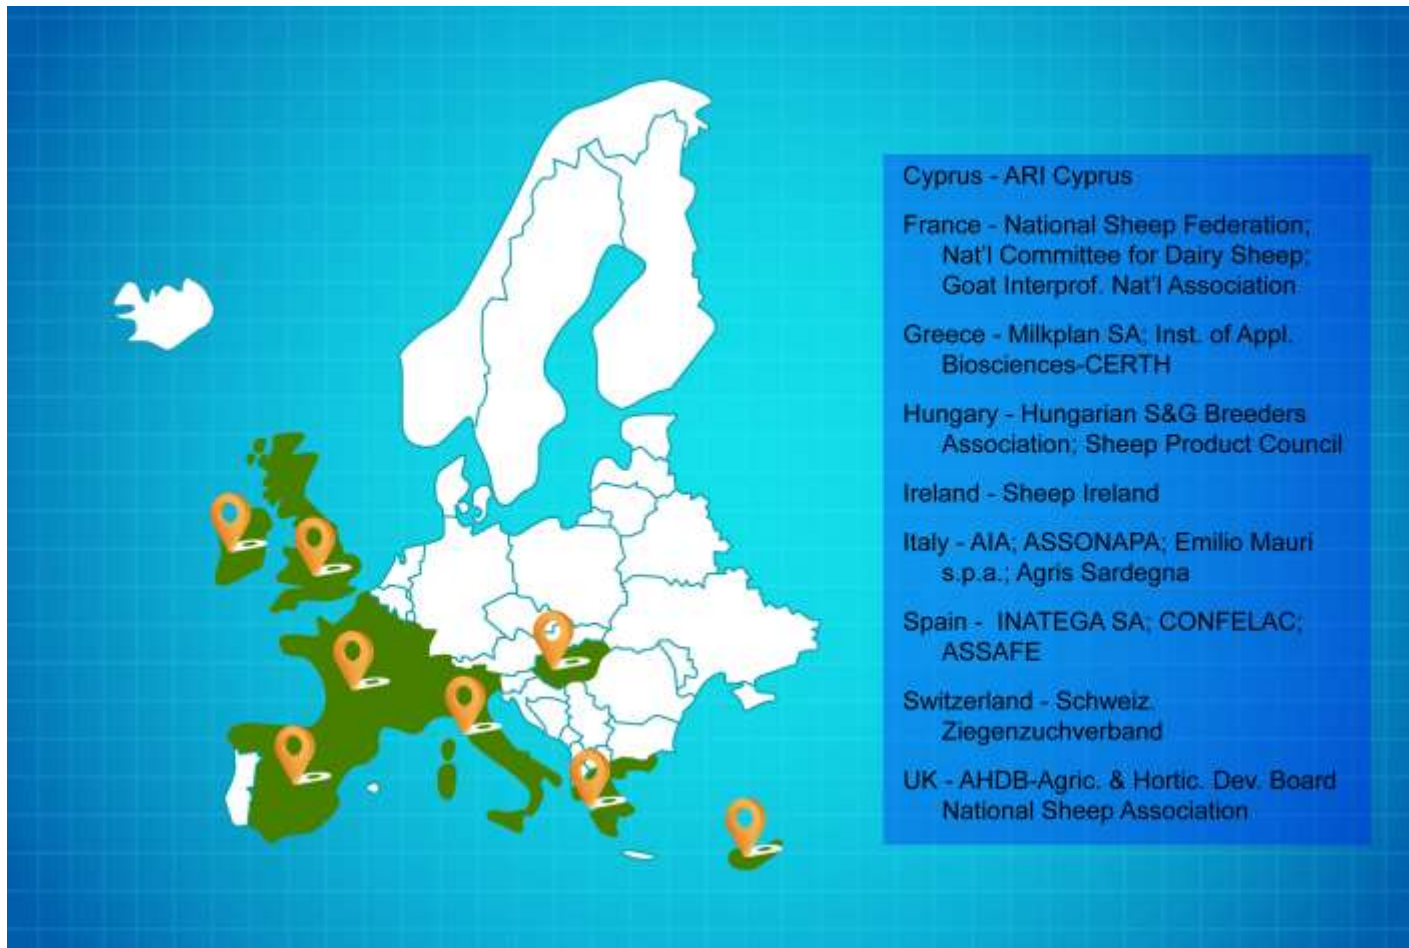 Cyprus - ARI Cyprus
France - National Sheep Federation;
Nat'l Committee for Dairy Sheep;
Goat Interprof. Nat'l Association
Greece - Milkplan SA; Inst. of Appl.
Biosciences-CERTH
Hungary - Hungarian S&G Breeders
Association; Sheep Product Council
Ireland - Sheep Ireland
Italy - AIA; ASSONAPA; Emilio Mauri
s.p.a.; Agris Sardegna
Spain - INATEGA SA; CONFELAC;
ASSAFE
Switzerland - Schweiz.
Ziegenzuchverband
UK - AHDB-Agric. & Hortic. Dev. Board
National Sheep Association